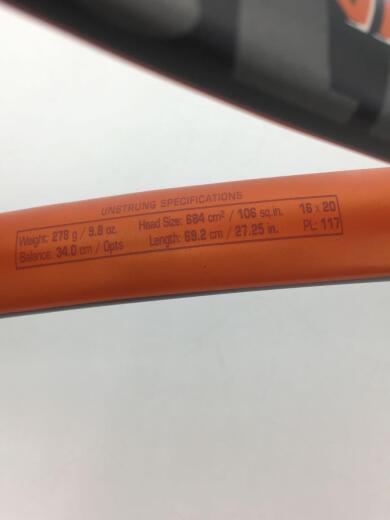 UNSTRUNG SPECIFICATIONS
Weight: 278 g / 9.8 oz. Head Size: 684 cm² / 106 sq.in. 16 x 20
Balance: 34.0 cm / 0pts Length: 69.2 cm / 27.25 in. PL: 117